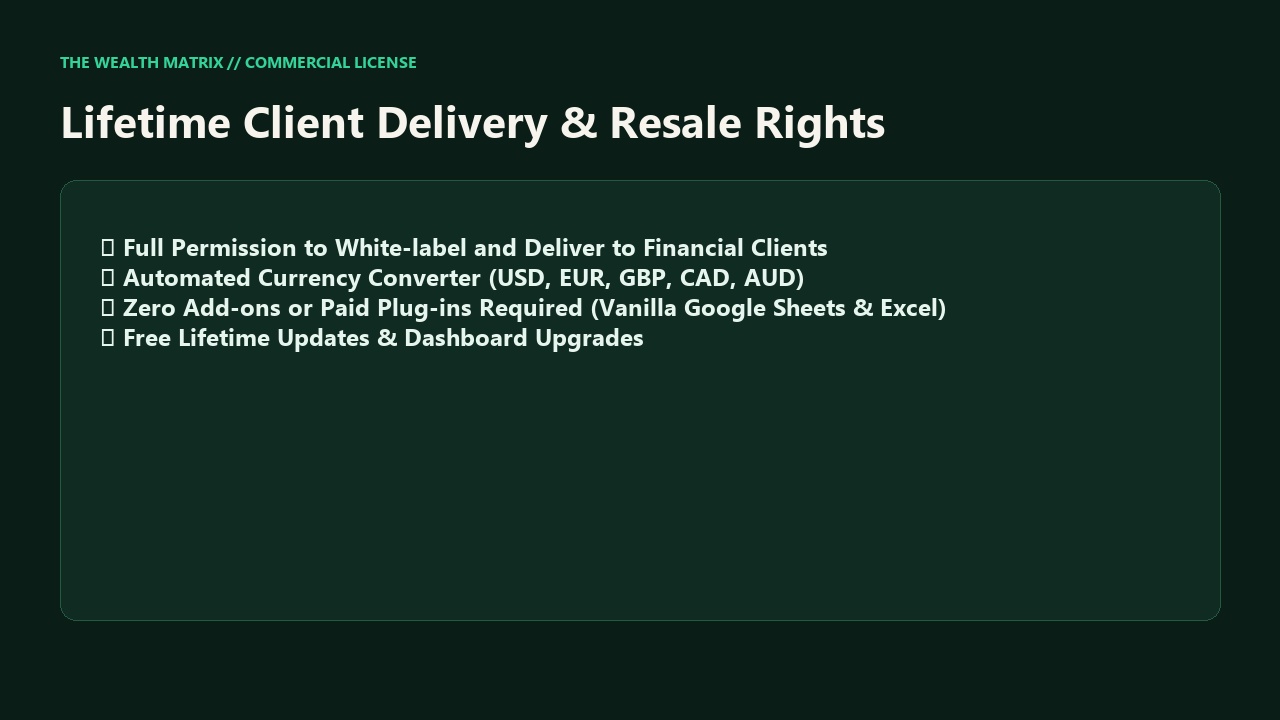 THE WEALTH MATRIX // COMMERCIAL LICENSE
Lifetime Client Delivery & Resale Rights
▯ Full Permission to White-label and Deliver to Financial Clients
▯ Automated Currency Converter (USD, EUR, GBP, CAD, AUD)
▯ Zero Add-ons or Paid Plug-ins Required (Vanilla Google Sheets & Excel)
▯ Free Lifetime Updates & Dashboard Upgrades